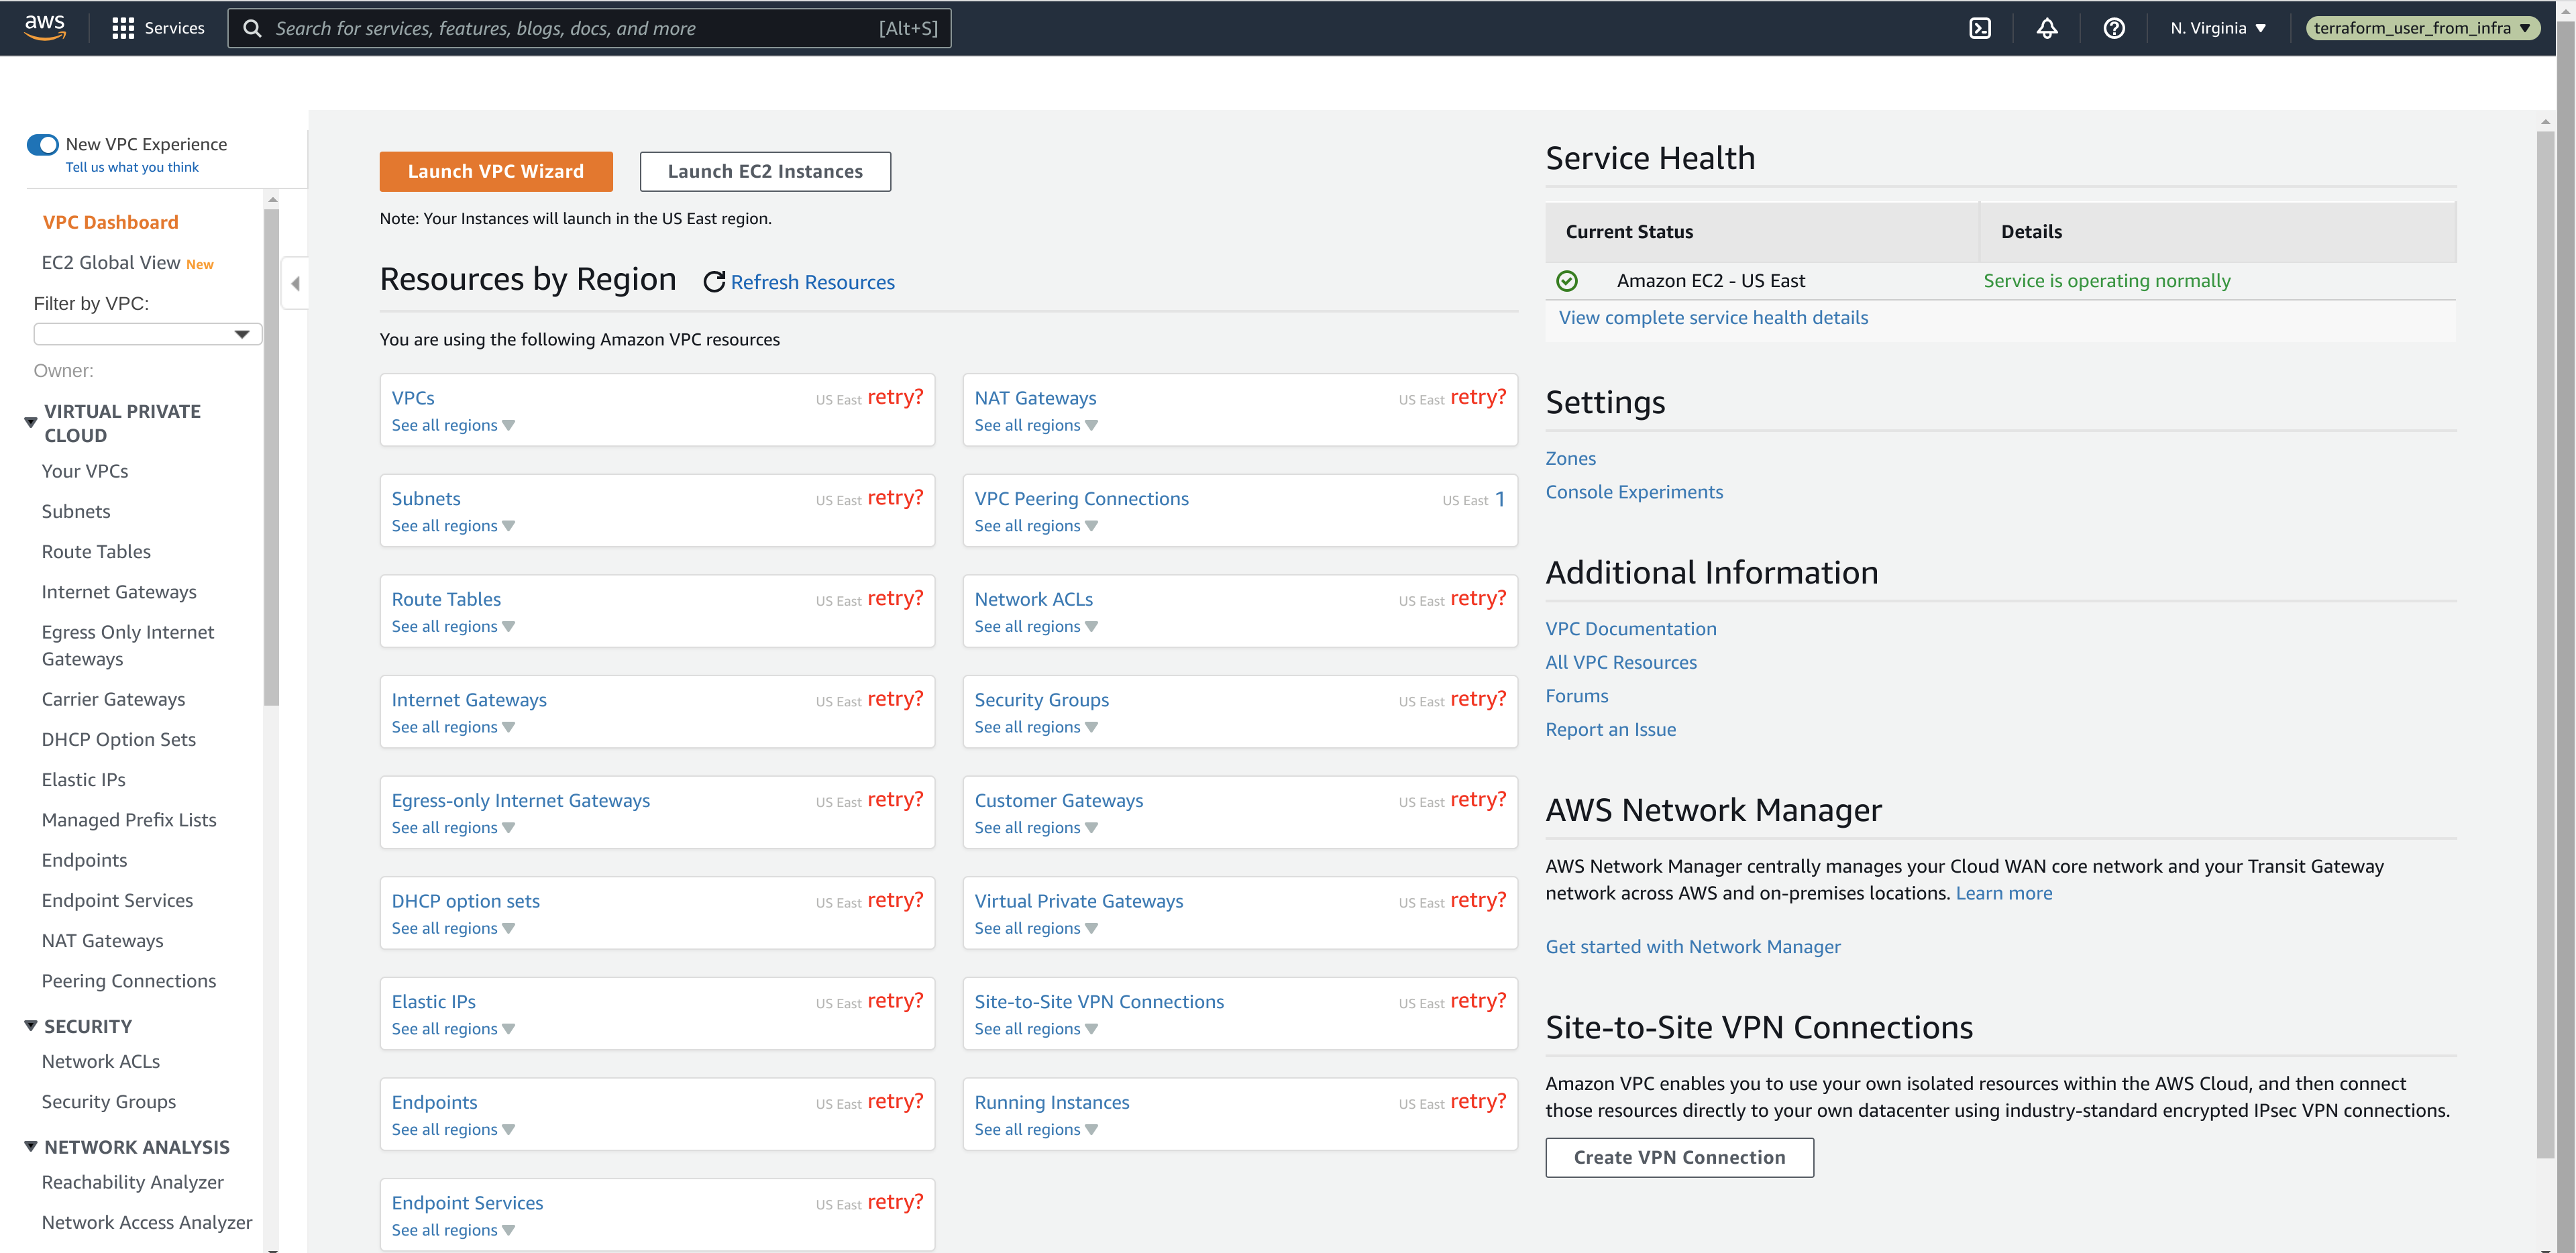 aws
Services
Search for services, features, blogs, docs, and more
[Alt+S]
N. Virginia
terraform_user_from_infra
New VPC Experience
Tell us what you think
VPC Dashboard
EC2 Global View New
Filter by VPC:
Owner:
VIRTUAL PRIVATE
CLOUD
Your VPCs
Subnets
Route Tables
Internet Gateways
Egress Only Internet
Gateways
Carrier Gateways
DHCP Option Sets
Elastic IPs
Managed Prefix Lists
Endpoints
Endpoint Services
NAT Gateways
Peering Connections
SECURITY
Network ACLs
Security Groups
NETWORK ANALYSIS
Reachability Analyzer
Network Access Analyzer
Launch VPC Wizard
Launch EC2 Instances
Note: Your Instances will launch in the US East region.
Resources by Region
Refresh Resources
You are using the following Amazon VPC resources
VPCs US East retry?
See all regions
NAT Gateways US East retry?
See all regions
Subnets US East retry?
See all regions
VPC Peering Connections US East 1
See all regions
Route Tables US East retry?
See all regions
Network ACLs US East retry?
See all regions
Internet Gateways US East retry?
See all regions
Security Groups US East retry?
See all regions
Egress-only Internet Gateways US East retry?
See all regions
Customer Gateways US East retry?
See all regions
DHCP option sets US East retry?
See all regions
Virtual Private Gateways US East retry?
See all regions
Elastic IPs US East retry?
See all regions
Site-to-Site VPN Connections US East retry?
See all regions
Endpoints US East retry?
See all regions
Running Instances US East retry?
See all regions
Endpoint Services US East retry?
See all regions
Service Health
Current Status Details
Amazon EC2 - US East Service is operating normally
View complete service health details
Settings
Zones
Console Experiments
Additional Information
VPC Documentation
All VPC Resources
Forums
Report an Issue
AWS Network Manager
AWS Network Manager centrally manages your Cloud WAN core network and your Transit Gateway
network across AWS and on-premises locations. Learn more
Get started with Network Manager
Site-to-Site VPN Connections
Amazon VPC enables you to use your own isolated resources within the AWS Cloud, and then connect
those resources directly to your own datacenter using industry-standard encrypted IPsec VPN connections.
Create VPN Connection